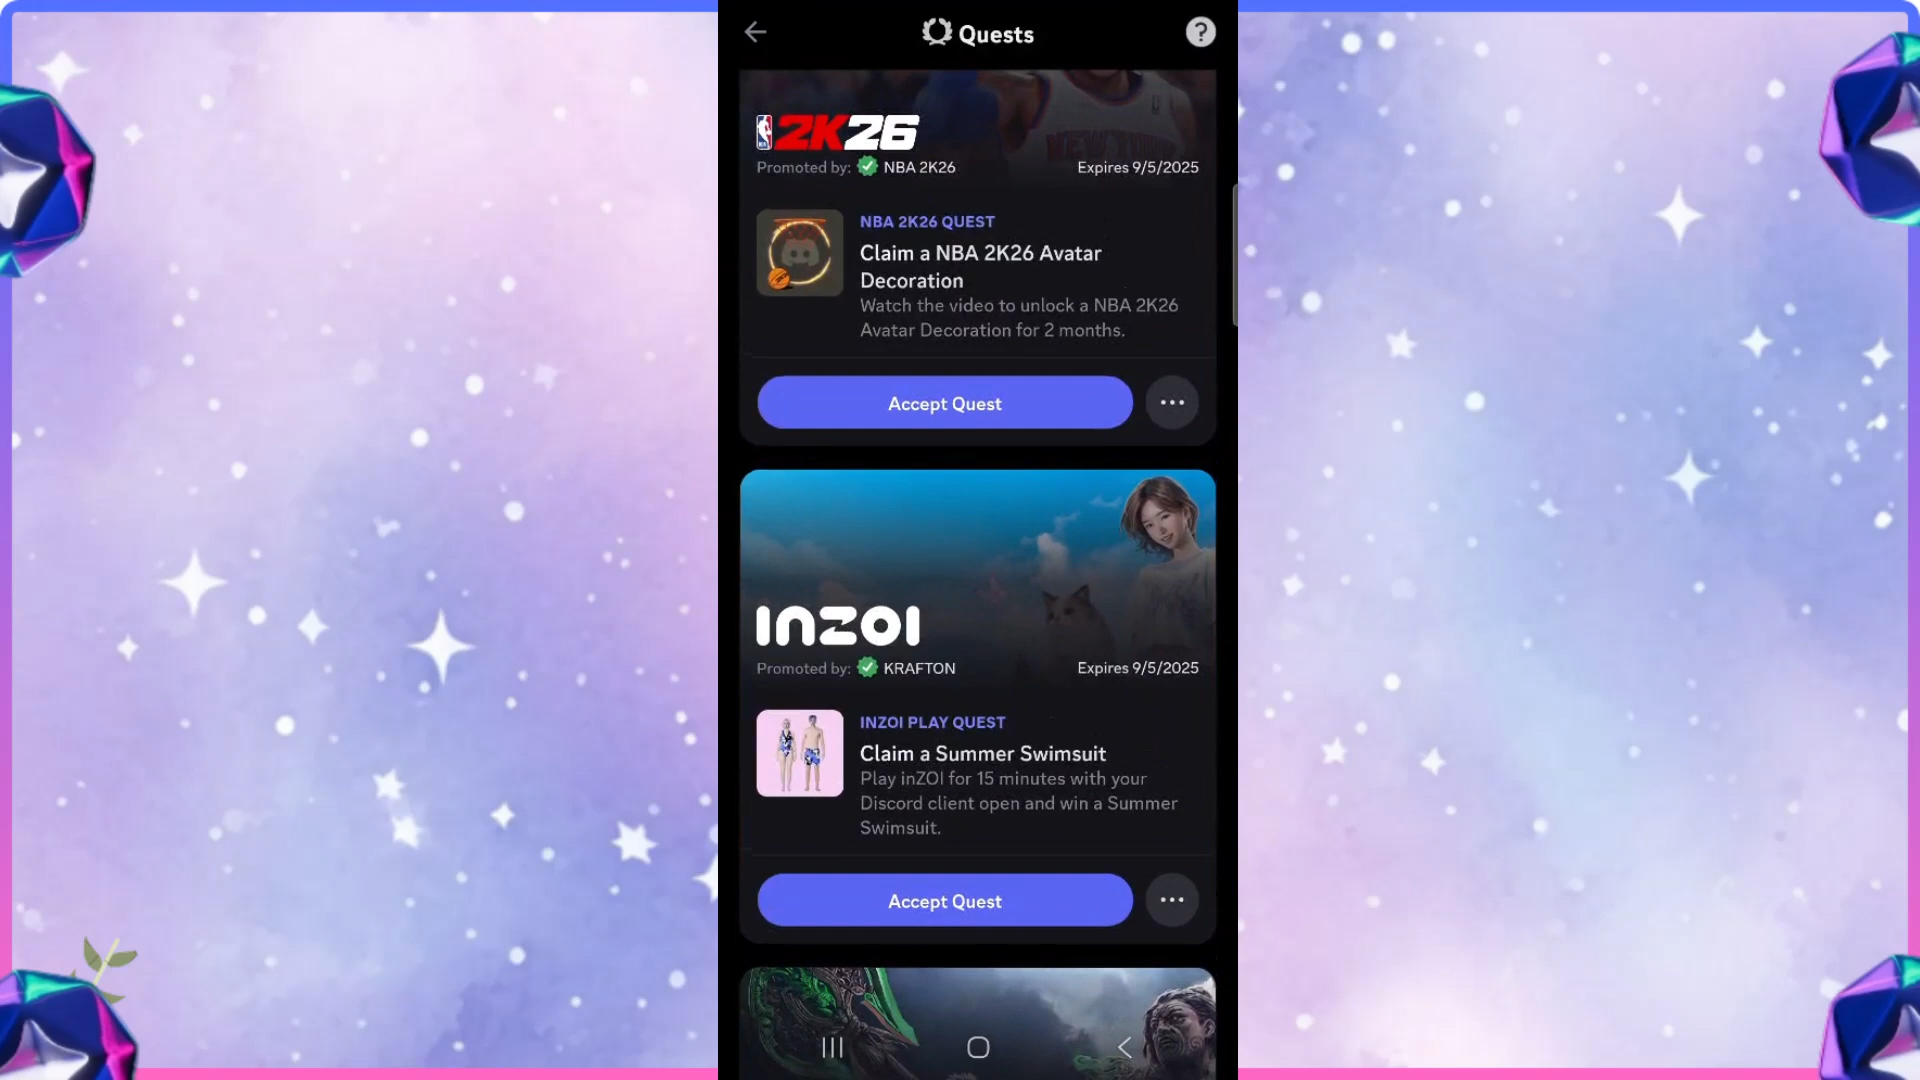 Quests
?
NBA 2K26
Promoted by: NBA 2K26
Expires 9/5/2025
NEW YORK
NBA 2K26 QUEST
Claim a NBA 2K26 Avatar
Decoration
Watch the video to unlock a NBA 2K26
Avatar Decoration for 2 months.
Accept Quest
inZOI
Promoted by: KRAFTON
Expires 9/5/2025
INZOI PLAY QUEST
Claim a Summer Swimsuit
Play inZOI for 15 minutes with your
Discord client open and win a Summer
Swimsuit.
Accept Quest